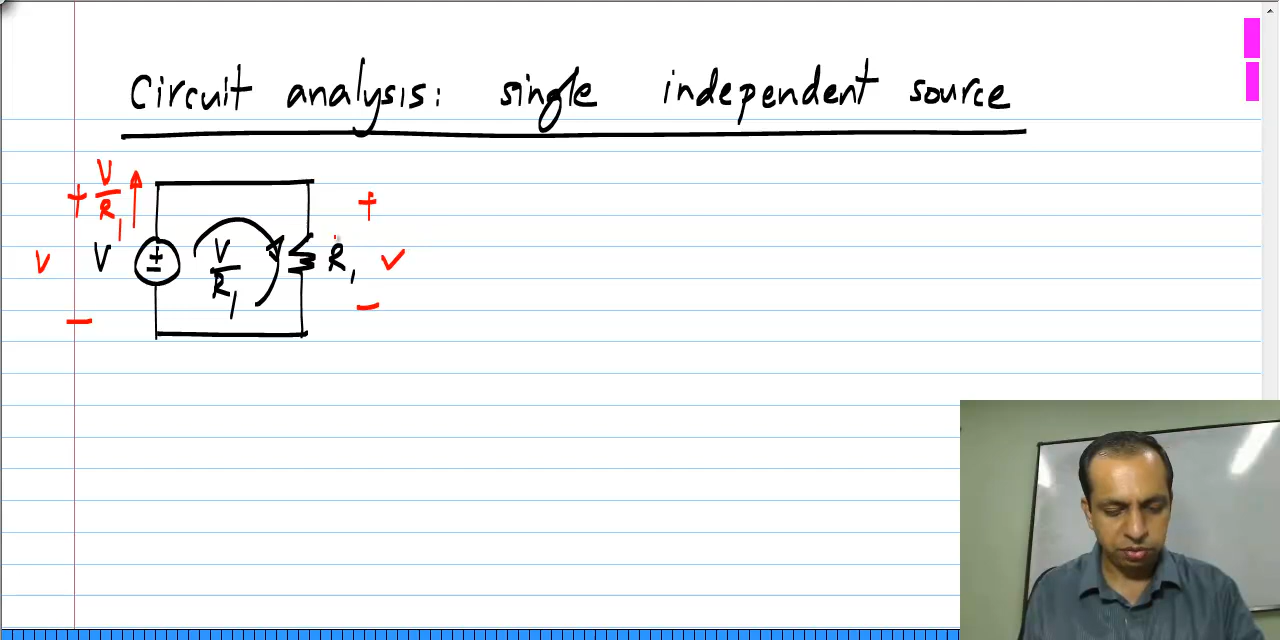 Circuit analysis: single independent source
+ V/R₁ +
V V ± V/R₁ R₁ V
− −